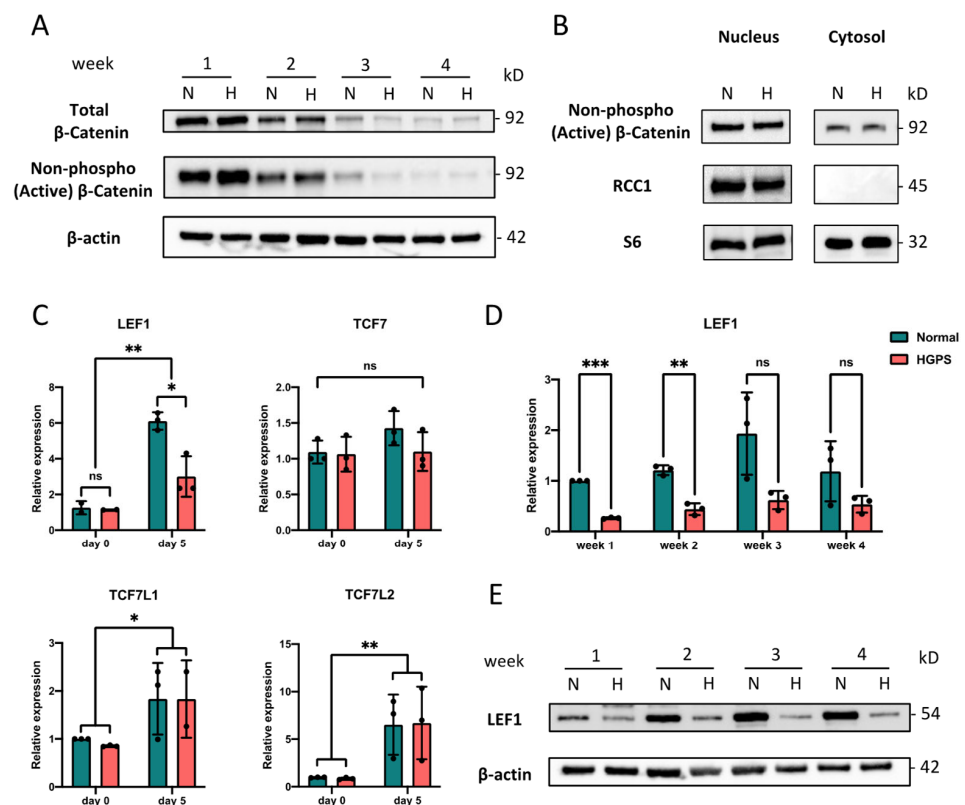 A
week
1 2 3 4
N H N H N H N H kD
Total
β-Catenin
- 92
Non-phospho
(Active) β-Catenin
- 92
β-actin
- 42
B
Nucleus Cytosol
N H N H kD
Non-phospho
(Active) β-Catenin
- 92
RCC1
- 45
S6
- 32
C
LEF1
Relative expression
8
6
4
2
0
**
*
ns
day 0 day 5
TCF7
Relative expression
2.0
1.5
1.0
0.5
0.0
ns
day 0 day 5
TCF7L1
Relative expression
3
2
1
0
*
day 0 day 5
TCF7L2
Relative expression
15
10
5
0
**
day 0 day 5
D
LEF1
Relative expression
3
2
1
0
*** ** ns ns
week 1 week 2 week 3 week 4
Normal
HGPS
E
week
1 2 3 4
N H N H N H N H kD
LEF1
- 54
β-actin
- 42